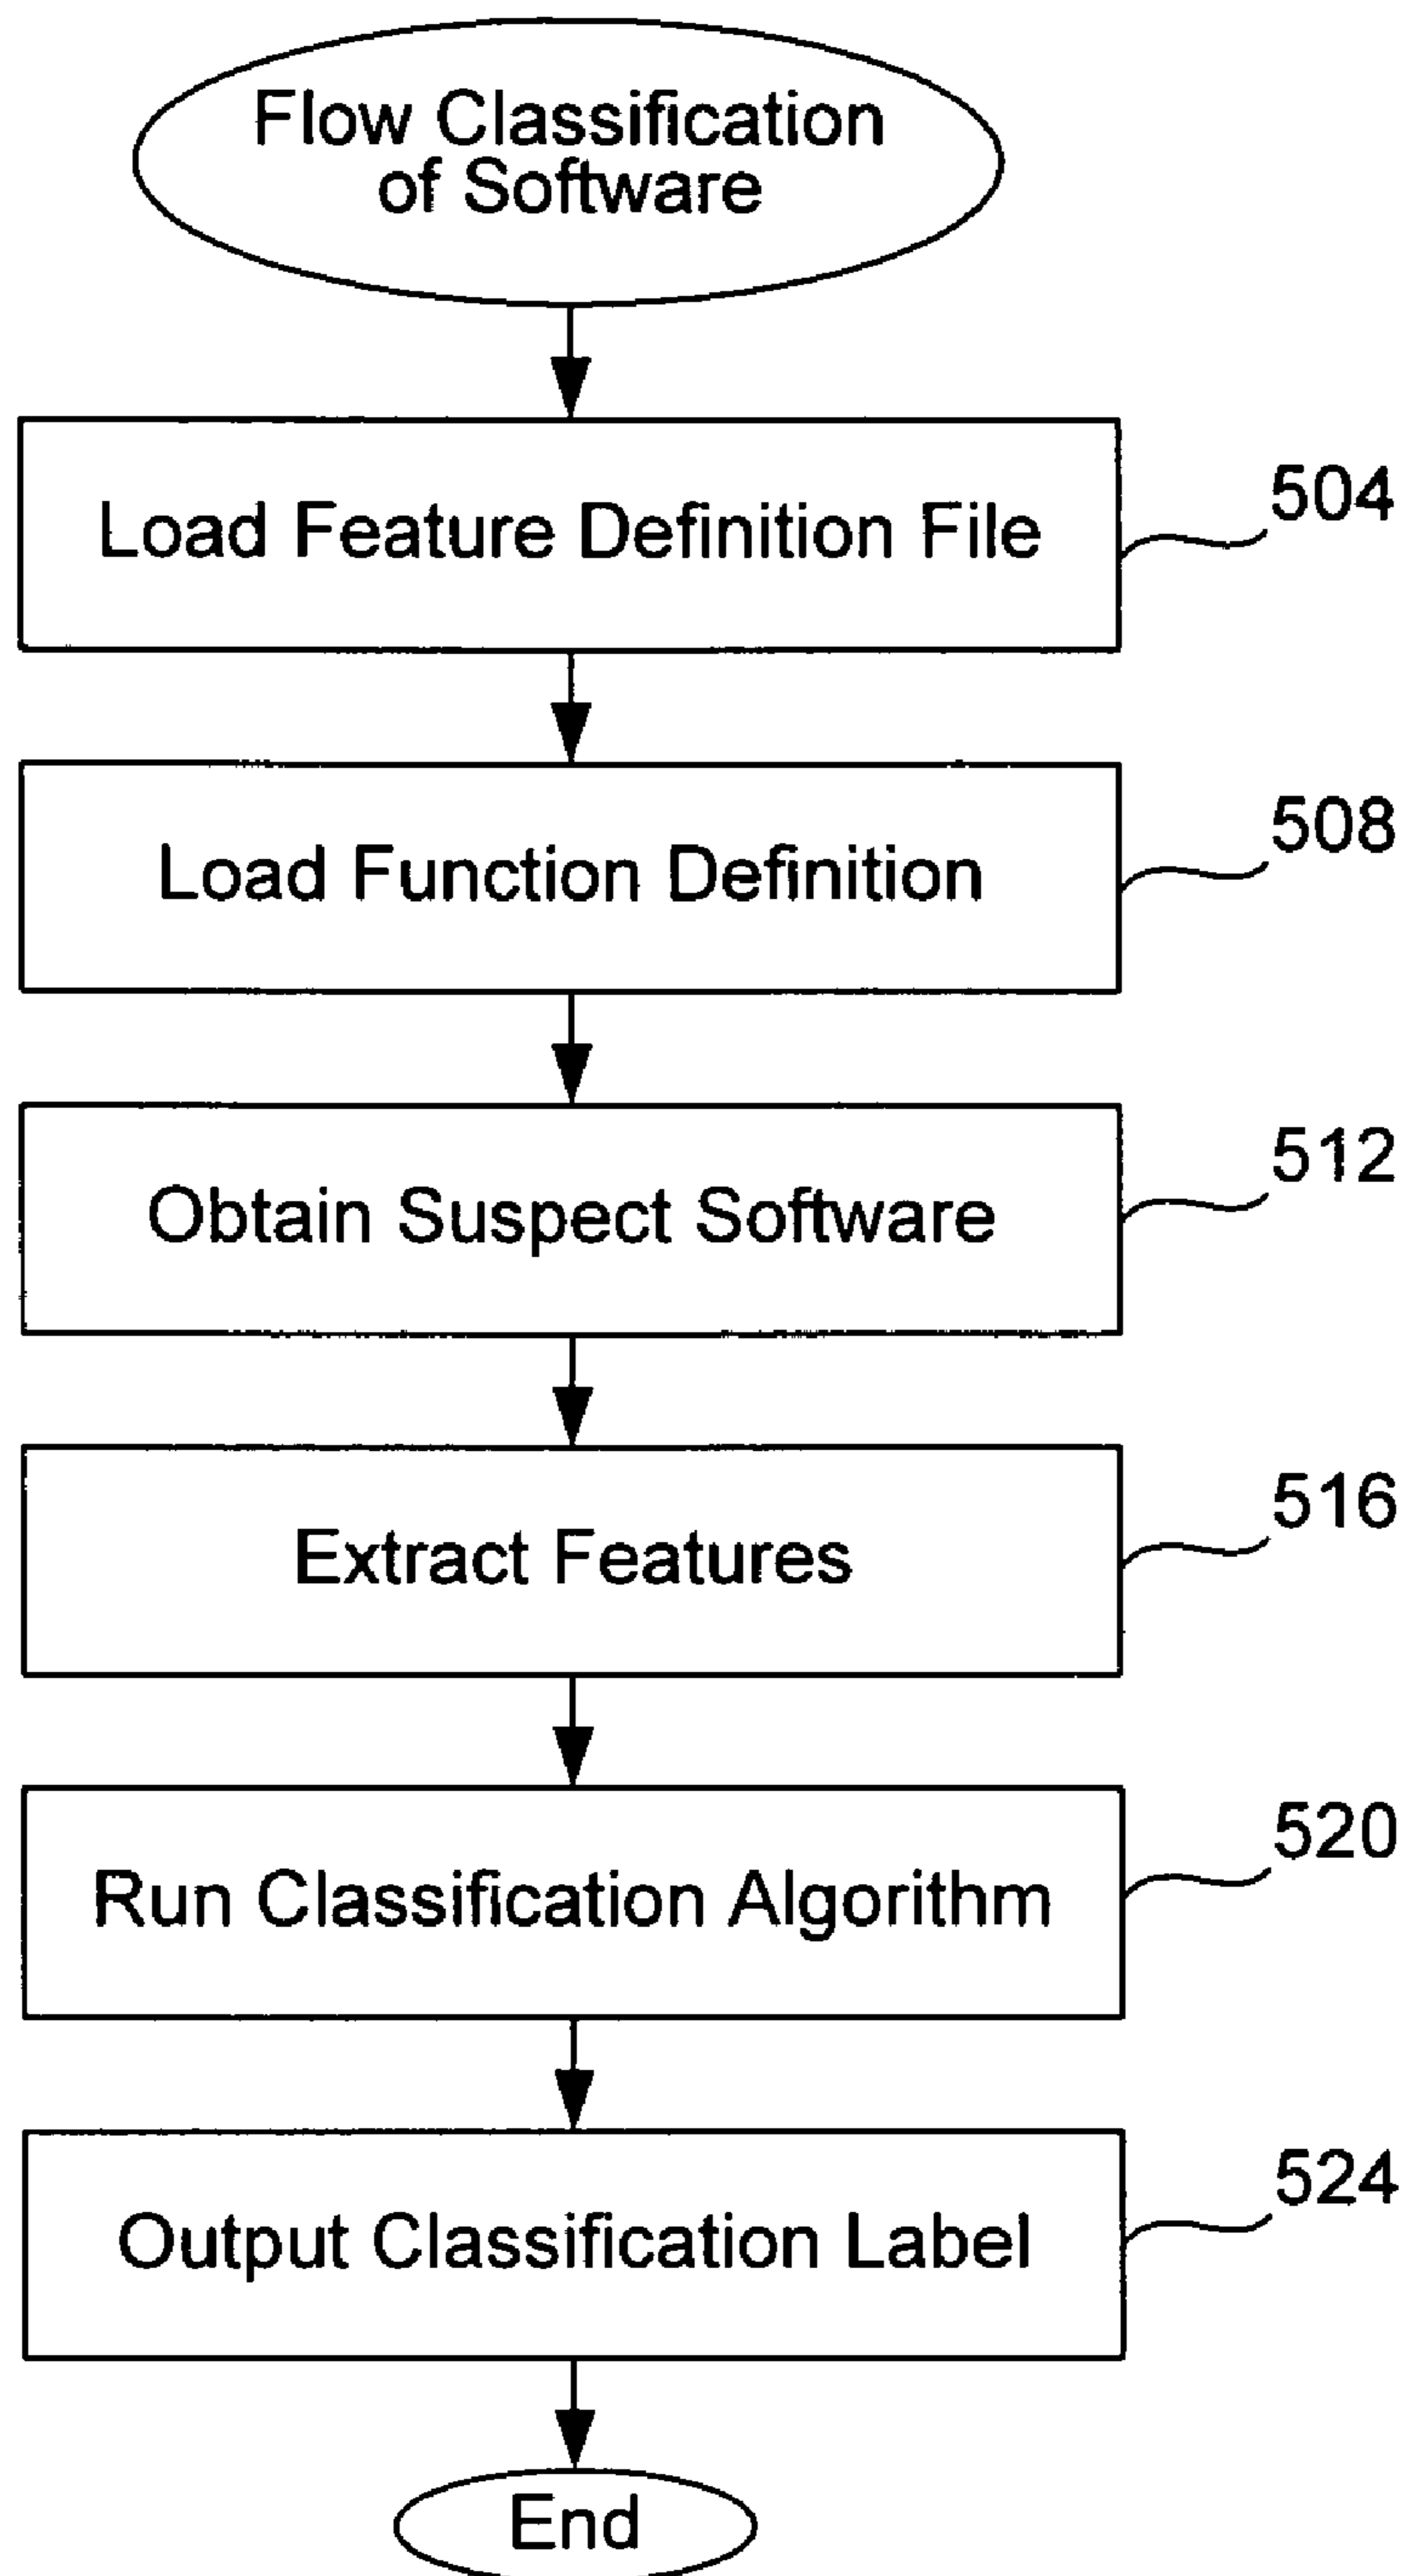 Flow Classification
of Software
Load Feature Definition File
504
Load Function Definition
508
Obtain Suspect Software
512
Extract Features
516
Run Classification Algorithm
520
Output Classification Label
524
End